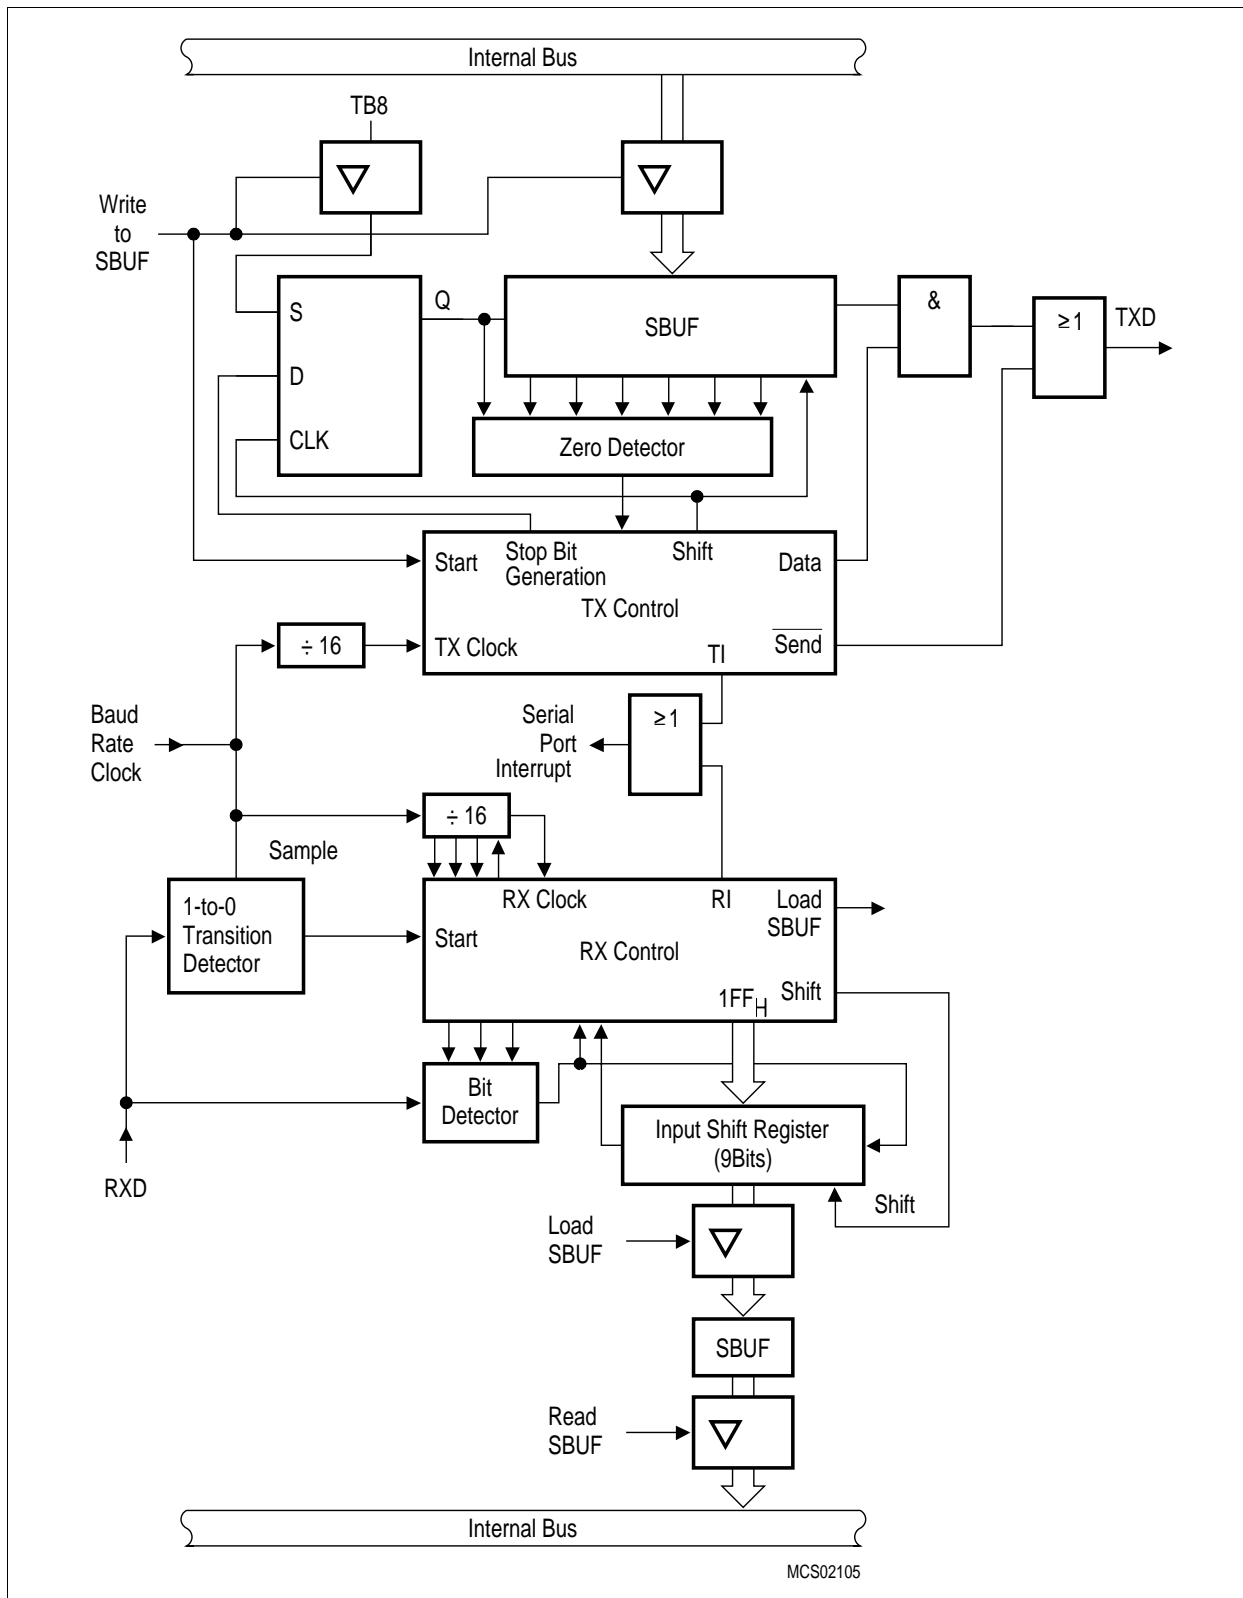 Internal Bus
TB8
Write
to
SBUF
S
Q
D
CLK
SBUF
&
≥1
TXD
Zero Detector
Start
Stop Bit
Generation
Shift
Data
TX Control
÷ 16
TX Clock
TI
Send
Baud
Rate
Clock
Serial
Port
Interrupt
≥1
÷ 16
Sample
1-to-0
Transition
Detector
RX Clock
RI
Load
SBUF
Start
RX Control
1FFH
Shift
Bit
Detector
Input Shift Register
(9Bits)
RXD
Shift
Load
SBUF
SBUF
Read
SBUF
Internal Bus
MCS02105